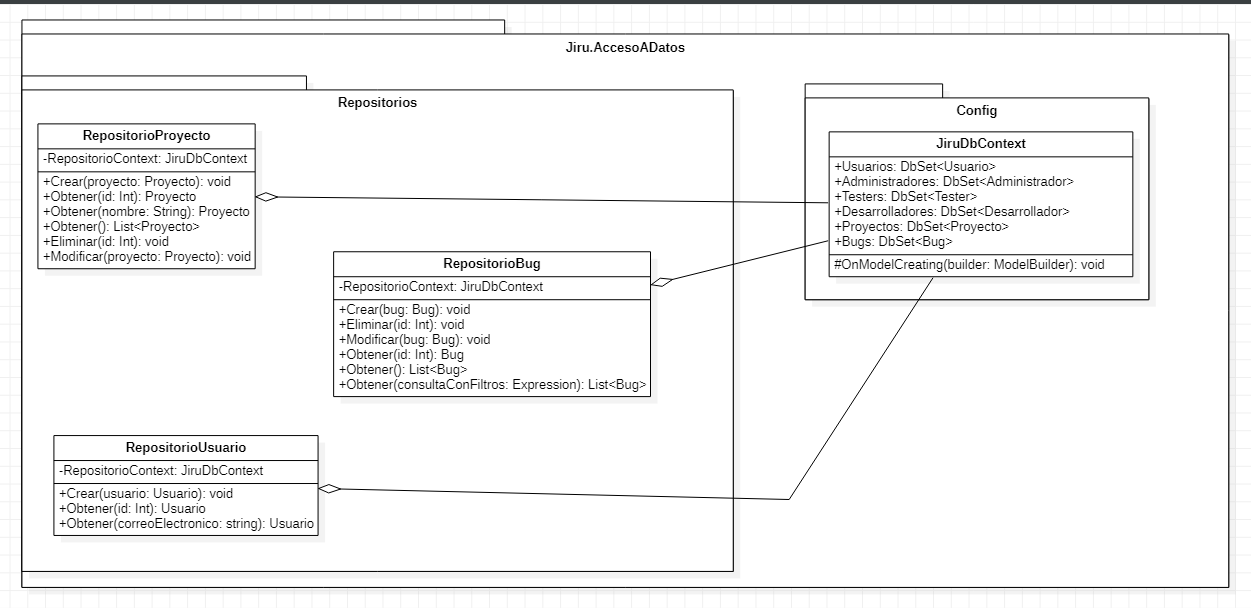 Jiru.AccesoADatos
Repositorios
RepositorioProyecto
-RepositorioContext: JiruDbContext
+Crear(proyecto: Proyecto): void
+Obtener(id: Int): Proyecto
+Obtener(nombre: String): Proyecto
+Obtener(): List<Proyecto>
+Eliminar(id: Int): void
+Modificar(proyecto: Proyecto): void
RepositorioBug
-RepositorioContext: JiruDbContext
+Crear(bug: Bug): void
+Eliminar(id: Int): void
+Modificar(bug: Bug): void
+Obtener(id: Int): Bug
+Obtener(): List<Bug>
+Obtener(consultaConFiltros: Expression): List<Bug>
RepositorioUsuario
-RepositorioContext: JiruDbContext
+Crear(usuario: Usuario): void
+Obtener(id: Int): Usuario
+Obtener(correoElectronico: string): Usuario
Config
JiruDbContext
+Usuarios: DbSet<Usuario>
+Administradores: DbSet<Administrador>
+Testers: DbSet<Tester>
+Desarrolladores: DbSet<Desarrollador>
+Proyectos: DbSet<Proyecto>
+Bugs: DbSet<Bug>
#OnModelCreating(builder: ModelBuilder): void